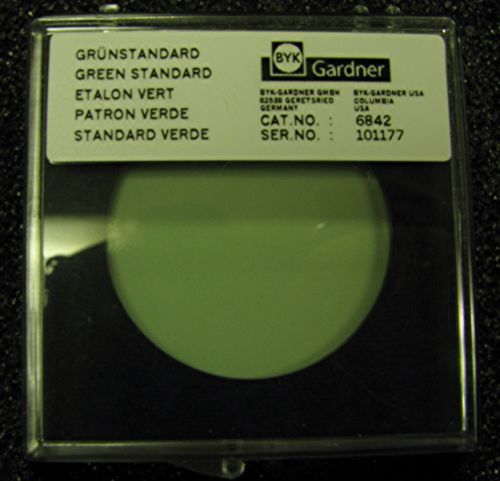 GRÜNSTANDARD
GREEN STANDARD
ETALON VERT
PATRON VERDE
STANDARD VERDE
BYK
Gardner
BYK-GARDNER GMBH
82538 GERETSRIED
GERMANY
BYK-GARDNER USA
COLUMBIA
USA
CAT.NO. : 6842
SER.NO. : 101177